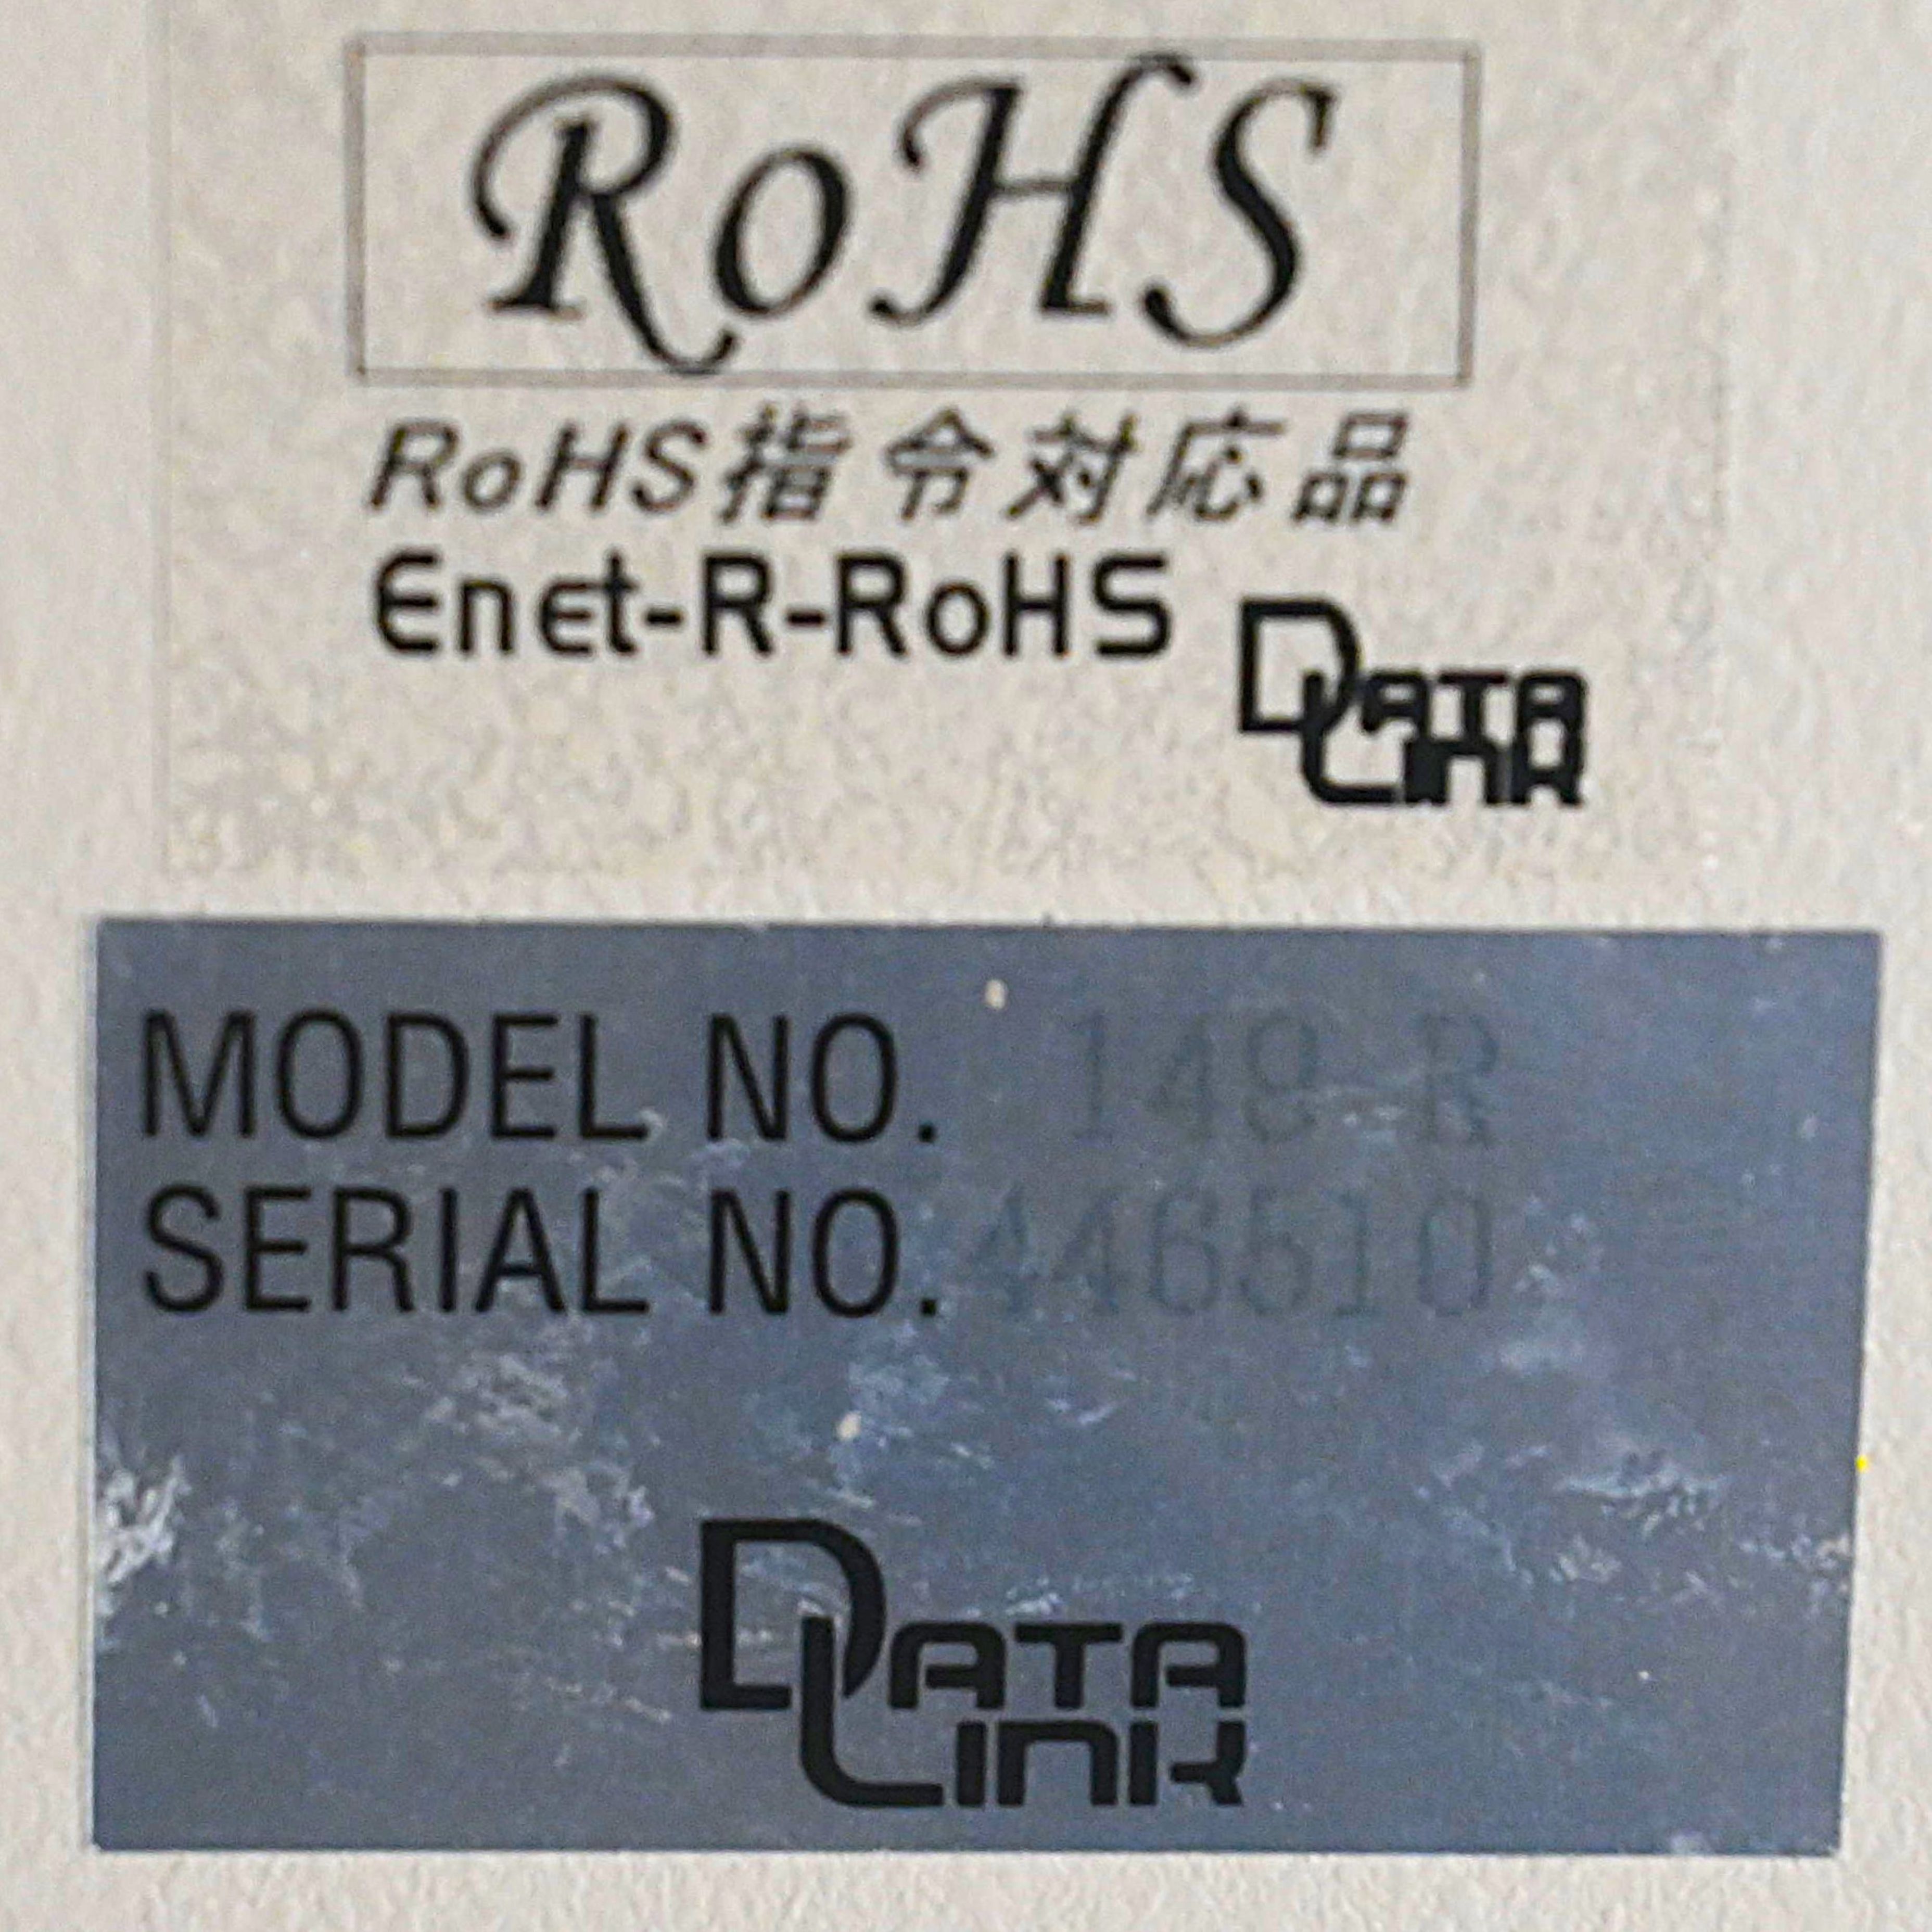 RoHS
RoHS指令対応品
Enet-R-RoHS
DATA
LINK
MODEL NO. 149-R
SERIAL NO. 446510
DATA
LINK